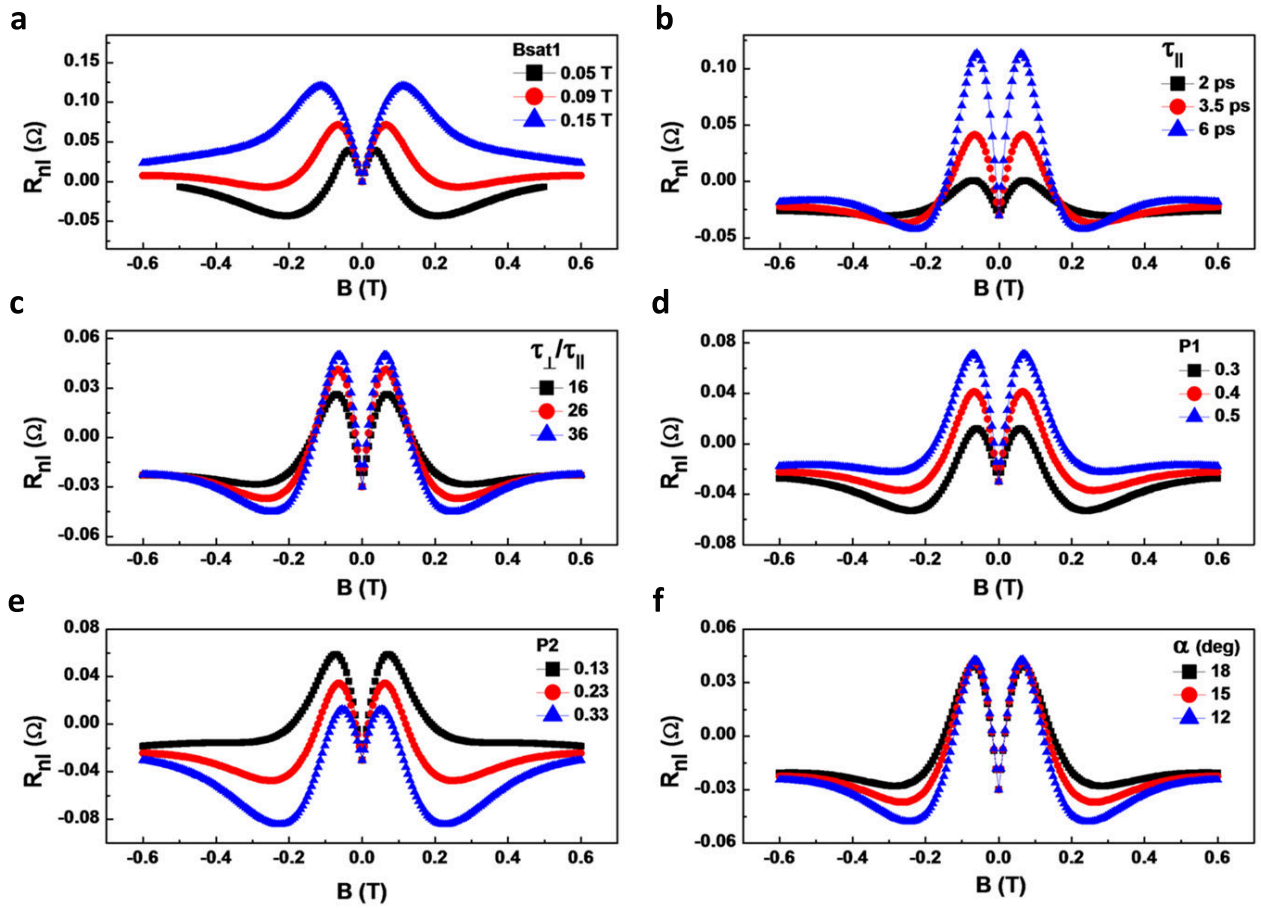 a
Bsat1
0.05 T
0.09 T
0.15 T
0.15
0.10
0.05
0.00
-0.05
R_nl (Ω)
-0.6 -0.4 -0.2 0.0 0.2 0.4 0.6
B (T)
b
τ_||
2 ps
3.5 ps
6 ps
0.10
0.05
0.00
-0.05
R_nl (Ω)
-0.6 -0.4 -0.2 0.0 0.2 0.4 0.6
B (T)
c
τ_⊥/τ_||
16
26
36
0.06
0.03
0.00
-0.03
-0.06
R_nl (Ω)
-0.6 -0.4 -0.2 0.0 0.2 0.4 0.6
B (T)
d
P1
0.3
0.4
0.5
0.08
0.04
0.00
-0.04
-0.08
R_nl (Ω)
-0.6 -0.4 -0.2 0.0 0.2 0.4 0.6
B (T)
e
P2
0.13
0.23
0.33
0.08
0.04
0.00
-0.04
-0.08
R_nl (Ω)
-0.6 -0.4 -0.2 0.0 0.2 0.4 0.6
B (T)
f
α (deg)
18
15
12
0.06
0.03
0.00
-0.03
-0.06
R_nl (Ω)
-0.6 -0.4 -0.2 0.0 0.2 0.4 0.6
B (T)